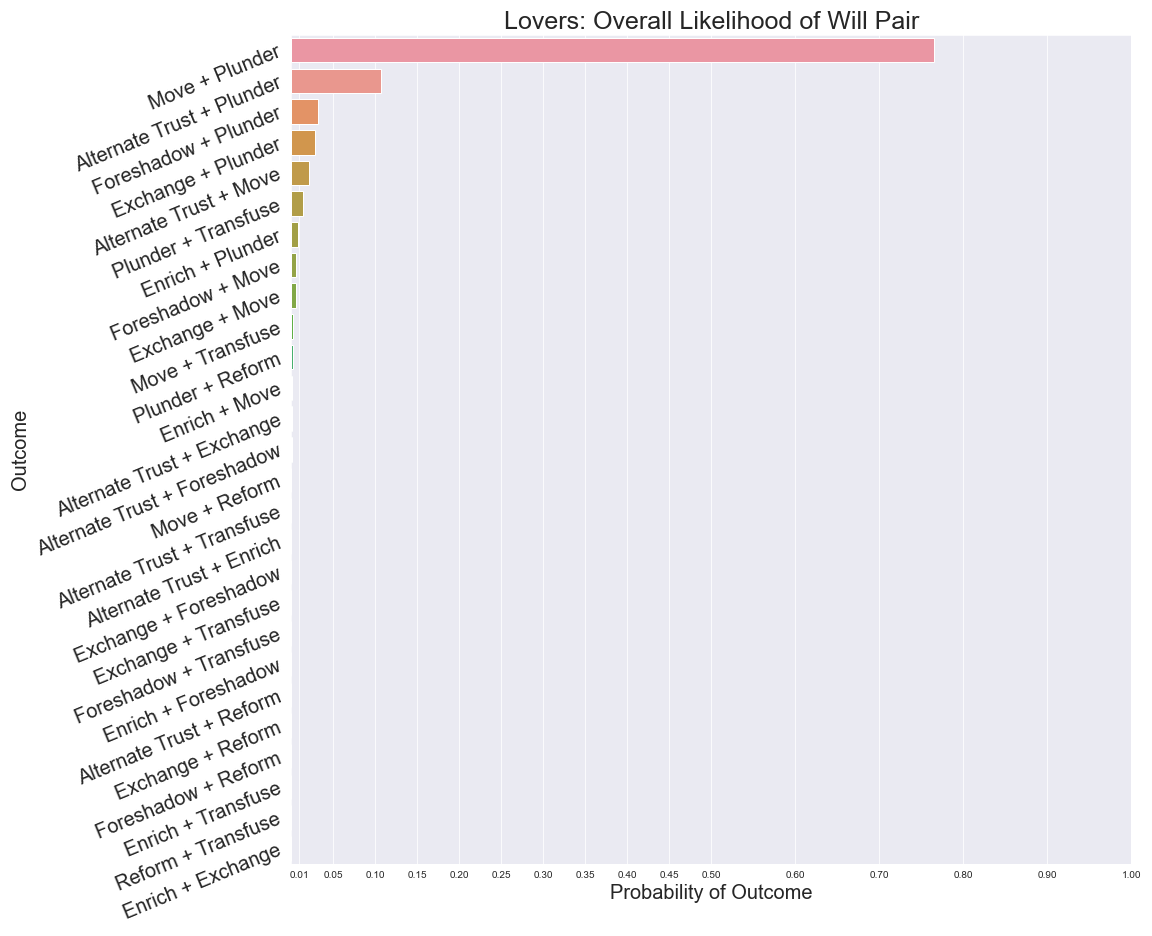 Lovers: Overall Likelihood of Will Pair
Move + Plunder
Alternate Trust + Plunder
Foreshadow + Plunder
Exchange + Plunder
Alternate Trust + Move
Plunder + Transfuse
Enrich + Plunder
Foreshadow + Move
Exchange + Move
Move + Transfuse
Plunder + Reform
Enrich + Move
Alternate Trust + Exchange
Alternate Trust + Foreshadow
Move + Reform
Alternate Trust + Transfuse
Alternate Trust + Enrich
Exchange + Foreshadow
Exchange + Transfuse
Foreshadow + Transfuse
Enrich + Foreshadow
Alternate Trust + Reform
Exchange + Reform
Foreshadow + Reform
Enrich + Transfuse
Reform + Transfuse
Enrich + Exchange
Outcome
0.01 0.05 0.10 0.15 0.20 0.25 0.30 0.35 0.40 0.45 0.50 0.60 0.70 0.80 0.90 1.00
Probability of Outcome